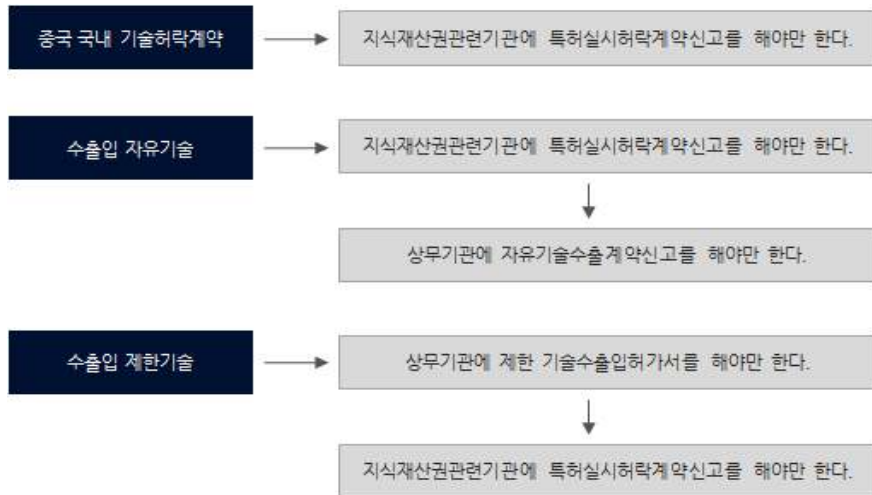 중국 국내 기술허락계약
지식재산권관련기관에 특허실시허락계약신고를 해야만 한다.
수출입 자유기술
지식재산권관련기관에 특허실시허락계약신고를 해야만 한다.
상무기관에 자유기술수출계약신고를 해야만 한다.
수출입 제한기술
상무기관에 제한 기술수출입허가서를 해야만 한다.
지식재산권관련기관에 특허실시허락계약신고를 해야만 한다.